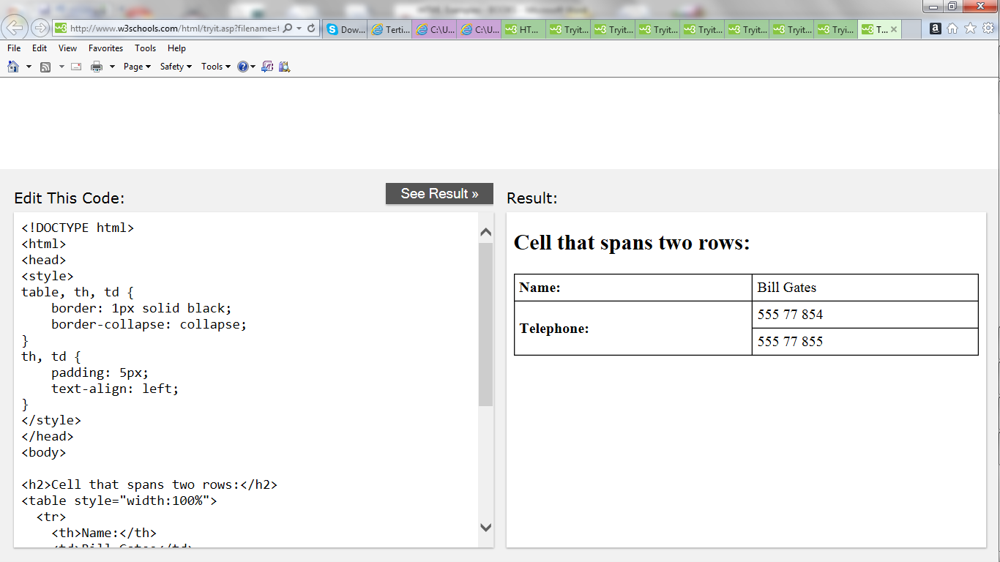 http://www.w3schools.com/html/tryit.asp?filename=t
Dow...
Terti...
C:\U...
C:\U...
HT...
Tryit...
Tryit...
Tryit...
Tryit...
Tryit...
Tryit...
Tryi...
T...
File Edit View Favorites Tools Help
Page Safety Tools
Edit This Code:
See Result »
<!DOCTYPE html>
<html>
<head>
<style>
table, th, td {
    border: 1px solid black;
    border-collapse: collapse;
}
th, td {
    padding: 5px;
    text-align: left;
}
</style>
</head>
<body>

<h2>Cell that spans two rows:</h2>
<table style="width:100%">
  <tr>
    <th>Name:</th>
    <td>Bill Gates</td>
Result:
Cell that spans two rows:
Name: Bill Gates
Telephone: 555 77 854
555 77 855